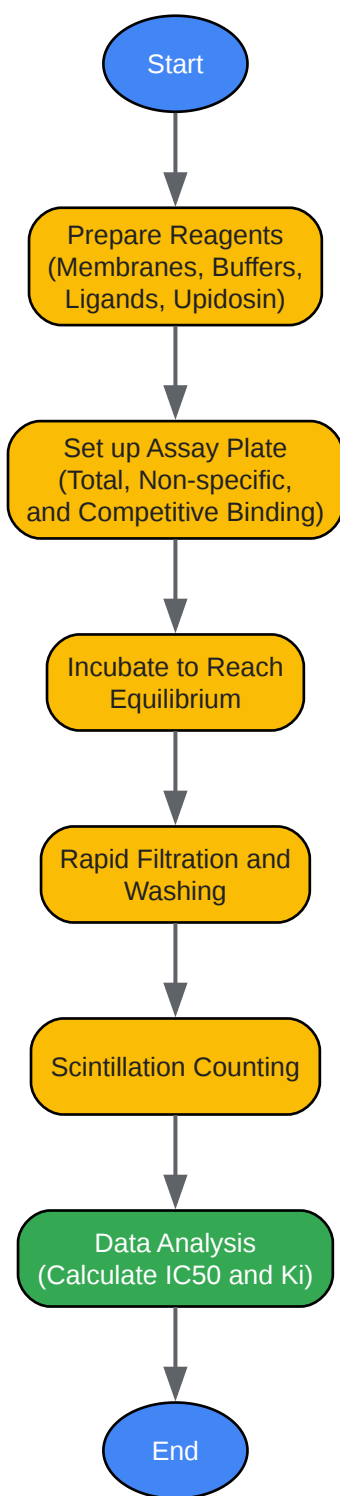 Start
Prepare Reagents
(Membranes, Buffers,
Ligands, Upidosin)
Set up Assay Plate
(Total, Non-specific,
and Competitive Binding)
Incubate to Reach
Equilibrium
Rapid Filtration and
Washing
Scintillation Counting
Data Analysis
(Calculate IC50 and Ki)
End